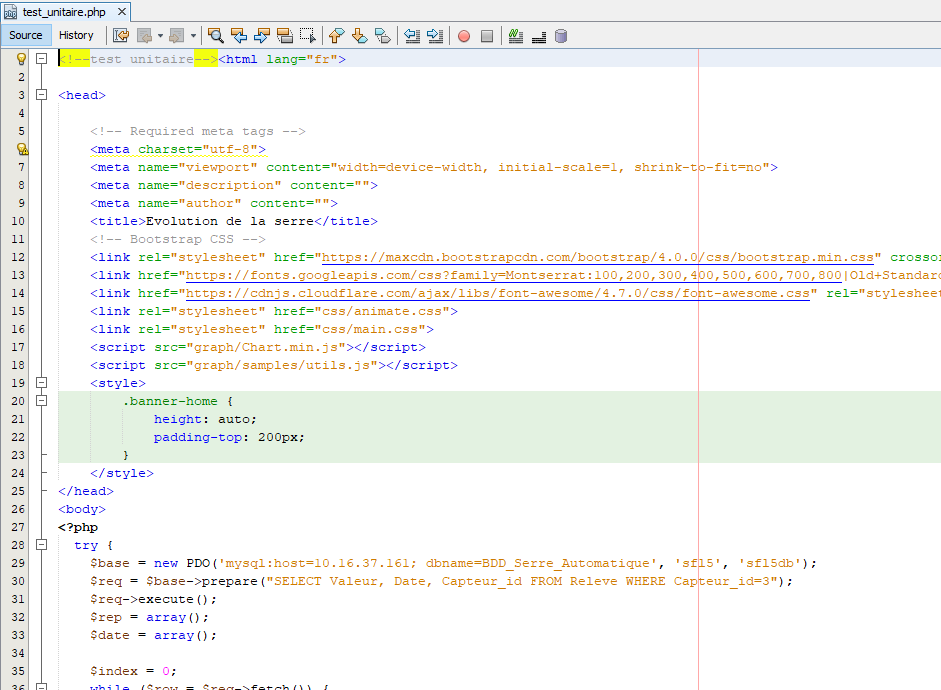 test_unitaire.php
Source History
<!--test unitaire--><html lang="fr">
2
3 <head>
4
5 <!-- Required meta tags -->
<meta charset="utf-8">
7 <meta name="viewport" content="width=device-width, initial-scale=1, shrink-to-fit=no">
8 <meta name="description" content="">
9 <meta name="author" content="">
10 <title>Evolution de la serre</title>
11 <!-- Bootstrap CSS -->
12 <link rel="stylesheet" href="https://maxcdn.bootstrapcdn.com/bootstrap/4.0.0/css/bootstrap.min.css" crossor
13 <link href="https://fonts.googleapis.com/css?family=Montserrat:100,200,300,400,500,600,700,800|Old+Standard
14 <link href="https://cdnjs.cloudflare.com/ajax/libs/font-awesome/4.7.0/css/font-awesome.css" rel="stylesheet
15 <link rel="stylesheet" href="css/animate.css">
16 <link rel="stylesheet" href="css/main.css">
17 <script src="graph/Chart.min.js"></script>
18 <script src="graph/samples/utils.js"></script>
19 <style>
20 .banner-home {
21 height: auto;
22 padding-top: 200px;
23 }
24 </style>
25 </head>
26 <body>
27 <?php
28 try {
29 $base = new PDO('mysql:host=10.16.37.161; dbname=BDD_Serre_Automatique', 'sfl5', 'sfl5db');
30 $req = $base->prepare("SELECT Valeur, Date, Capteur_id FROM Releve WHERE Capteur_id=3");
31 $req->execute();
32 $rep = array();
33 $date = array();
34
35 $index = 0;
36 while ($row = $req->fetch()) {